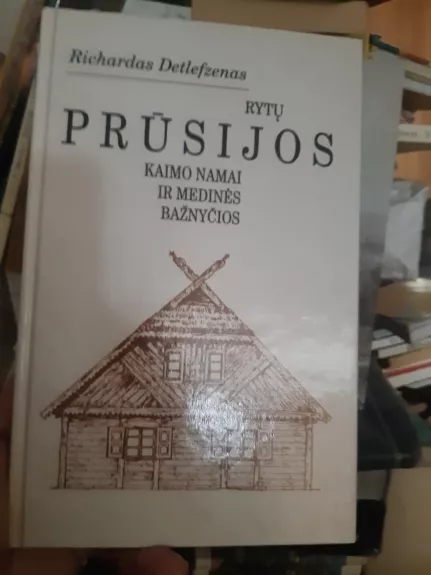 Richardas Detlefzenas
RYTŲ
PRŪSIJOS
KAIMO NAMAI
IR MEDINĖS
BAŽNYČIOS